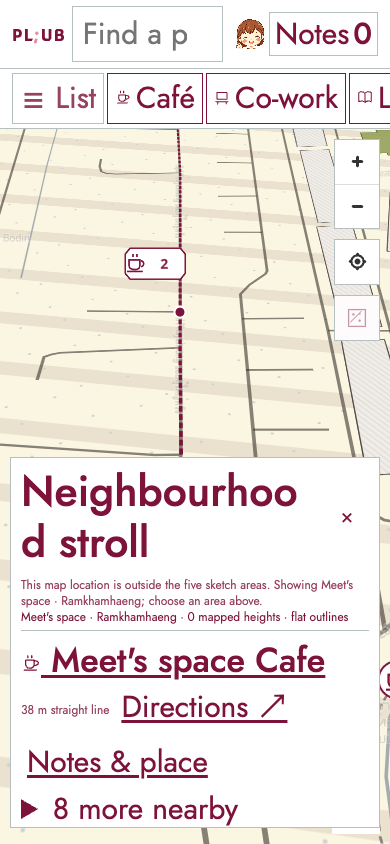 PL;UB
Find a p
Notes 0
List
Café
Co-work
L
+
Bodin
−
2
Neighbourhoo
d stroll
×
This map location is outside the five sketch areas. Showing Meet's
space · Ramkhamhaeng; choose an area above.
Meet's space · Ramkhamhaeng · 0 mapped heights · flat outlines
Meet's space Cafe
38 m straight line Directions ↗
Notes & place
▶ 8 more nearby